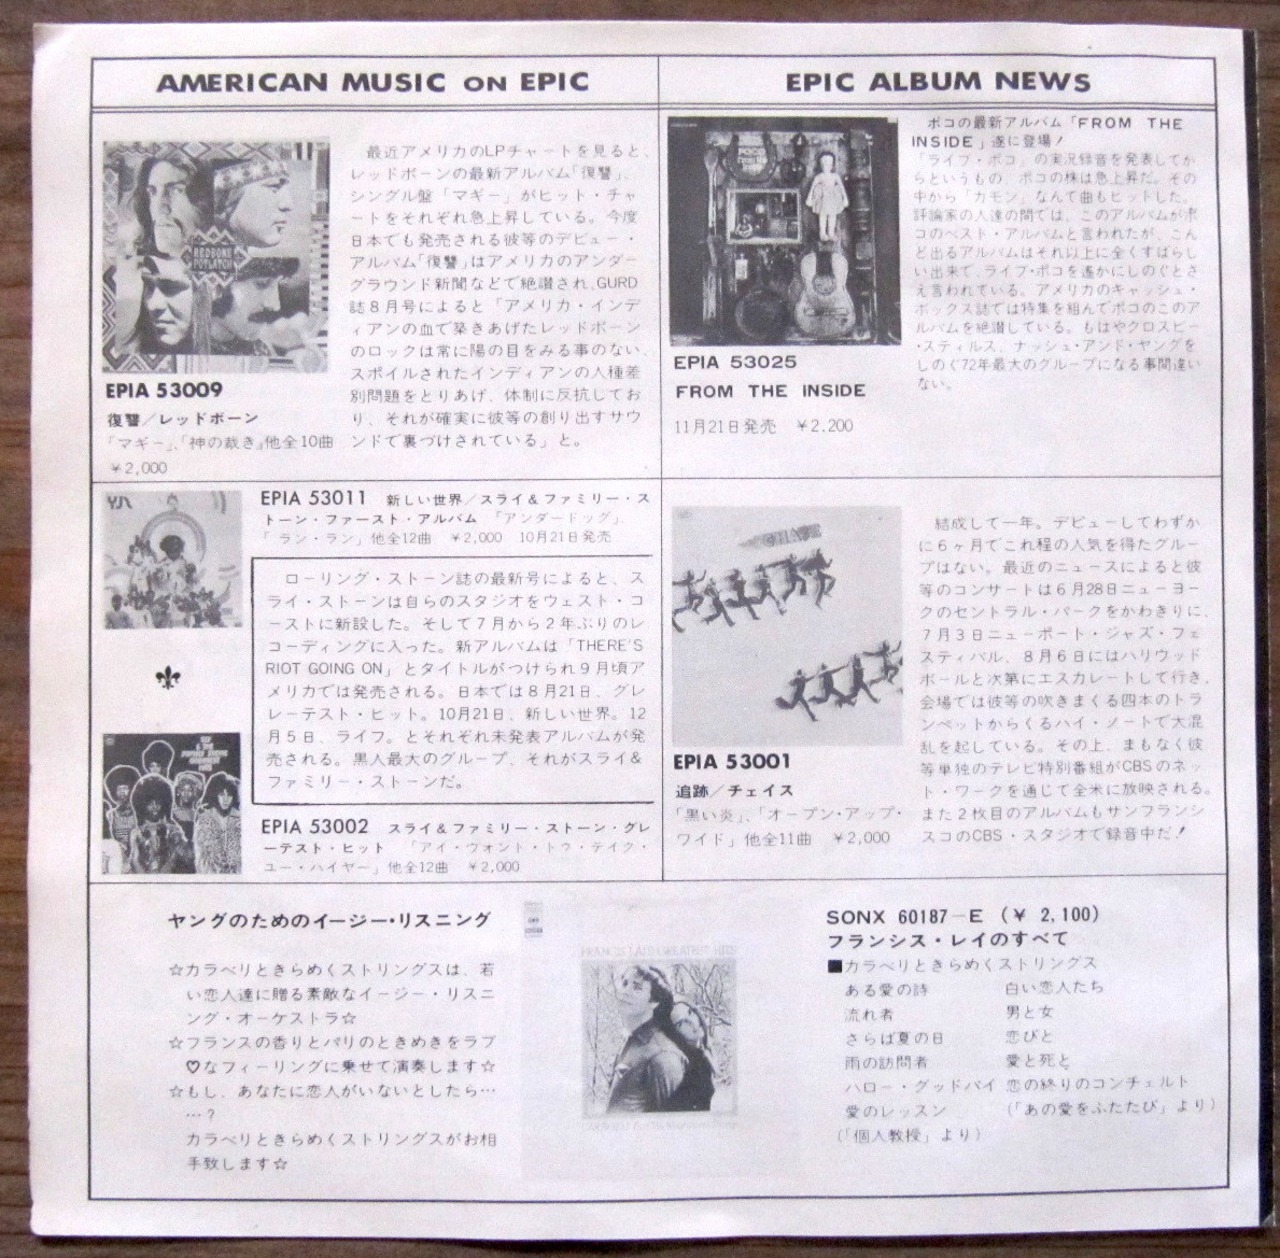 AMERICAN MUSIC ON EPIC
REDBONE
POTLATCH
EPIA 53009
復讐／レッドボーン
「マギー」、「神の裁き」他全10曲
￥2,000
最近アメリカのLPチャートを見ると、
レッドボーンの最新アルバム「復讐」、
シングル盤「マギー」がヒット・チャ
ートをそれぞれ急上昇している。今度
日本でも発売される彼等のデビュー・
アルバム「復讐」はアメリカのアンダー
グラウンド新聞などで絶讃され、GURD
誌８月号によると「アメリカ・インデ
ィアンの血で築きあげたレッドボーン
のロックは常に陽の目をみる事のない、
スポイルされたインディアンの人種差
別問題をとりあげ、体制に反抗してお
り、それが確実に彼等の創り出すサウ
ンドで裏づけされている」と。
EPIA 53011 新しい世界／スライ＆ファミリー・ス
トーン・ファースト・アルバム 「アンダードッグ」
「ラン・ラン」他全12曲 ￥2,000 10月21日発売
ローリング・ストーン誌の最新号によると、ス
ライ・ストーンは自らのスタジオをウェスト・コ
ーストに新設した。そして７月から２年ぶりのレ
コーディングに入った。新アルバムは「THERE'S
RIOT GOING ON」とタイトルがつけられ９月頃ア
メリカでは発売される。日本では８月21日、グレ
レーテスト・ヒット。10月21日、新しい世界。12
月５日、ライフ。とそれぞれ未発表アルバムが発
売される。黒人最大のグループ、それがスライ＆
ファミリー・ストーンだ。
EPIA 53002 スライ＆ファミリー・ストーン・グレ
ーテスト・ヒット 「アイ・ウォント・トゥ・テイク・
ユー・ハイヤー」他全12曲 ￥2,000
EPIC ALBUM NEWS
EPIA 53025
FROM THE INSIDE
11月21日発売 ￥2.200
ポコの最新アルバム「FROM THE
INSIDE」遂に登場！
「ライブ・ポコ」の実況録音を発表してか
らというもの ポコの株は急上昇だ。その
中から「カモン」なんて曲もヒットした。
評論家の人達の間では、このアルバムがポ
コのベスト・アルバムと言われたが、こん
ど出るアルバムはそれ以上に全くすばらし
い出来で、ライブ・ポコを遙かにしのぐとさ
え言われている。アメリカのキャッシュ・
ボックス誌では特集を組んでポコのこのア
ルバムを絶讃している。もはやクロスビー
・スティルス、ナッシュ・アンド・ヤングを
しのぐ'72年最大のグループになる事間違い
ない。
CHASE
EPIA 53001
追跡／チェイス
「黒い炎」、「オープン・アップ・
ワイド」他全11曲 ￥2,000
結成して一年。デビューしてわずか
に６ヶ月でこれ程の人気を得たグルー
プはない。最近のニュースによると彼
等のコンサートは６月28日ニューヨー
クのセントラル・パークをかわきりに、
７月３日ニューポート・ジャズ・フェ
スティバル、８月６日にはハリウッド
ボールと次第にエスカレートして行き、
会場では彼等の吹きまくる四本のトラ
ンペットからくるハイ・ノートで大混
乱を起している。その上、まもなく彼
等単独のテレビ特別番組がCBSのネッ
ト・ワークを通じて全米に放映される。
また２枚目のアルバムもサンフランシ
スコのCBS・スタジオで録音中だ！
ヤングのためのイージー・リスニング
☆カラベリときらめくストリングスは、若
い恋人達に贈る素敵なイージー・リスニ
ング・オーケストラ☆
☆フランスの香りとパリのときめきをラブ
♡なフィーリングに乗せて演奏します☆
☆もし、あなたに恋人がいないとしたら…
…？
カラベリときらめくストリングスがお相
手致します☆
FRANCIS LAI'S GREATEST HITS
SONX 60187－E（￥ 2,100）
フランシス・レイのすべて
■カラベリときらめくストリングス
ある愛の詩 白い恋人たち
流れ者 男と女
さらば夏の日 恋びと
雨の訪問者 愛と死と
ハロー・グッドバイ 恋の終りのコンチェルト
愛のレッスン （「あの愛をふたたび」より）
（「個人教授」より）